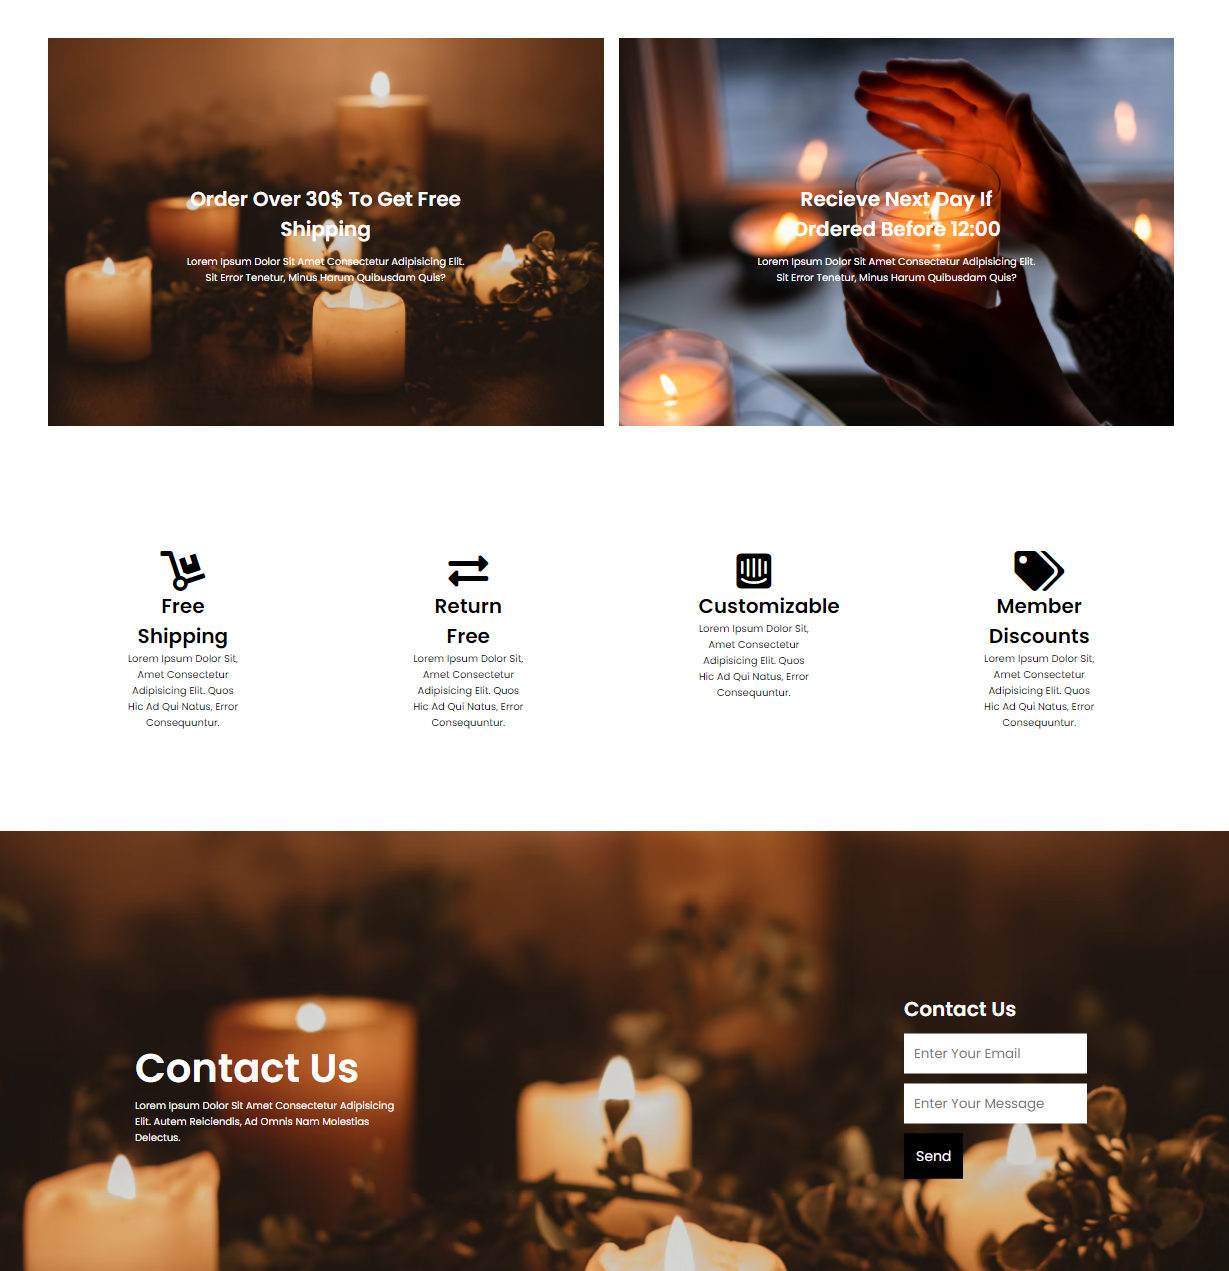 Order Over 30$ To Get Free
Shipping
Lorem Ipsum Dolor Sit Amet Consectetur Adipisicing Elit.
Sit Error Tenetur, Minus Harum Quibusdam Quis?
Recieve Next Day If
Ordered Before 12:00
Lorem Ipsum Dolor Sit Amet Consectetur Adipisicing Elit.
Sit Error Tenetur, Minus Harum Quibusdam Quis?
Free
Shipping
Lorem Ipsum Dolor Sit,
Amet Consectetur
Adipisicing Elit. Quos
Hic Ad Qui Natus, Error
Consequuntur.
Return
Free
Lorem Ipsum Dolor Sit,
Amet Consectetur
Adipisicing Elit. Quos
Hic Ad Qui Natus, Error
Consequuntur.
Customizable
Lorem Ipsum Dolor Sit,
Amet Consectetur
Adipisicing Elit. Quos
Hic Ad Qui Natus, Error
Consequuntur.
Member
Discounts
Lorem Ipsum Dolor Sit,
Amet Consectetur
Adipisicing Elit. Quos
Hic Ad Qui Natus, Error
Consequuntur.
Contact Us
Lorem Ipsum Dolor Sit Amet Consectetur Adipisicing
Elit. Autem Reiciendis, Ad Omnis Nam Molestias
Delectus.
Contact Us
Enter Your Email
Enter Your Message
Send